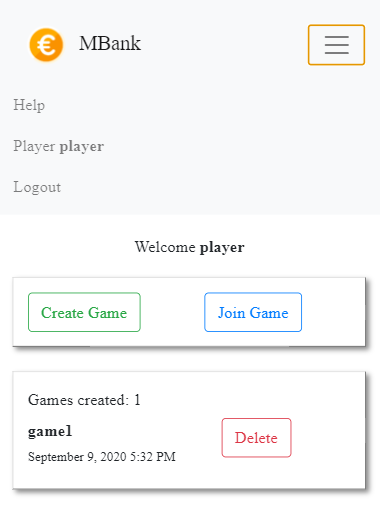 € MBank
Help
Player player
Logout
Welcome player
Create Game Join Game
Games created: 1
game1
September 9, 2020 5:32 PM
Delete